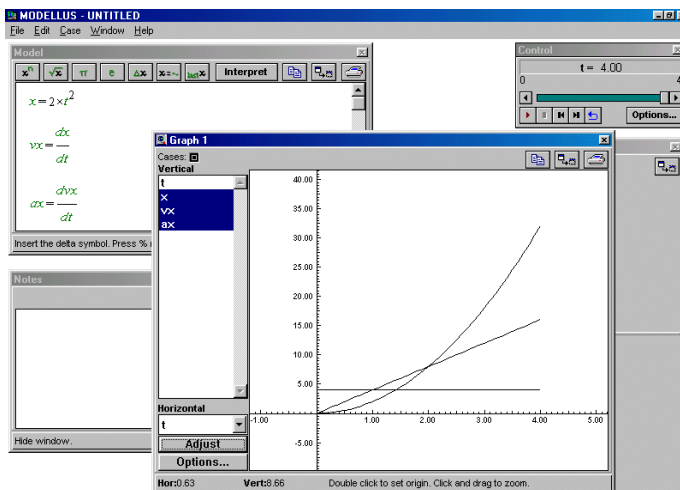 MODELLUS - UNTITLED
File Edit Case Window Help
Model
xⁿ √x π e Δx x=~ last x Interpret
x=2×t²
vx=dx/dt
ax=dvx/dt
Insert the delta symbol. Press %
Notes
Hide window.
Control
t = 4.00
0 4
Options...
Graph 1
Cases:
Vertical
t
x
vx
ax
Horizontal
t
Adjust
Options...
40.00
35.00
30.00
25.00
20.00
15.00
10.00
5.00
-1.00 1.00 2.00 3.00 4.00 5.00
-5.00
Hor:0.63 Vert:8.66 Double click to set origin. Click and drag to zoom.